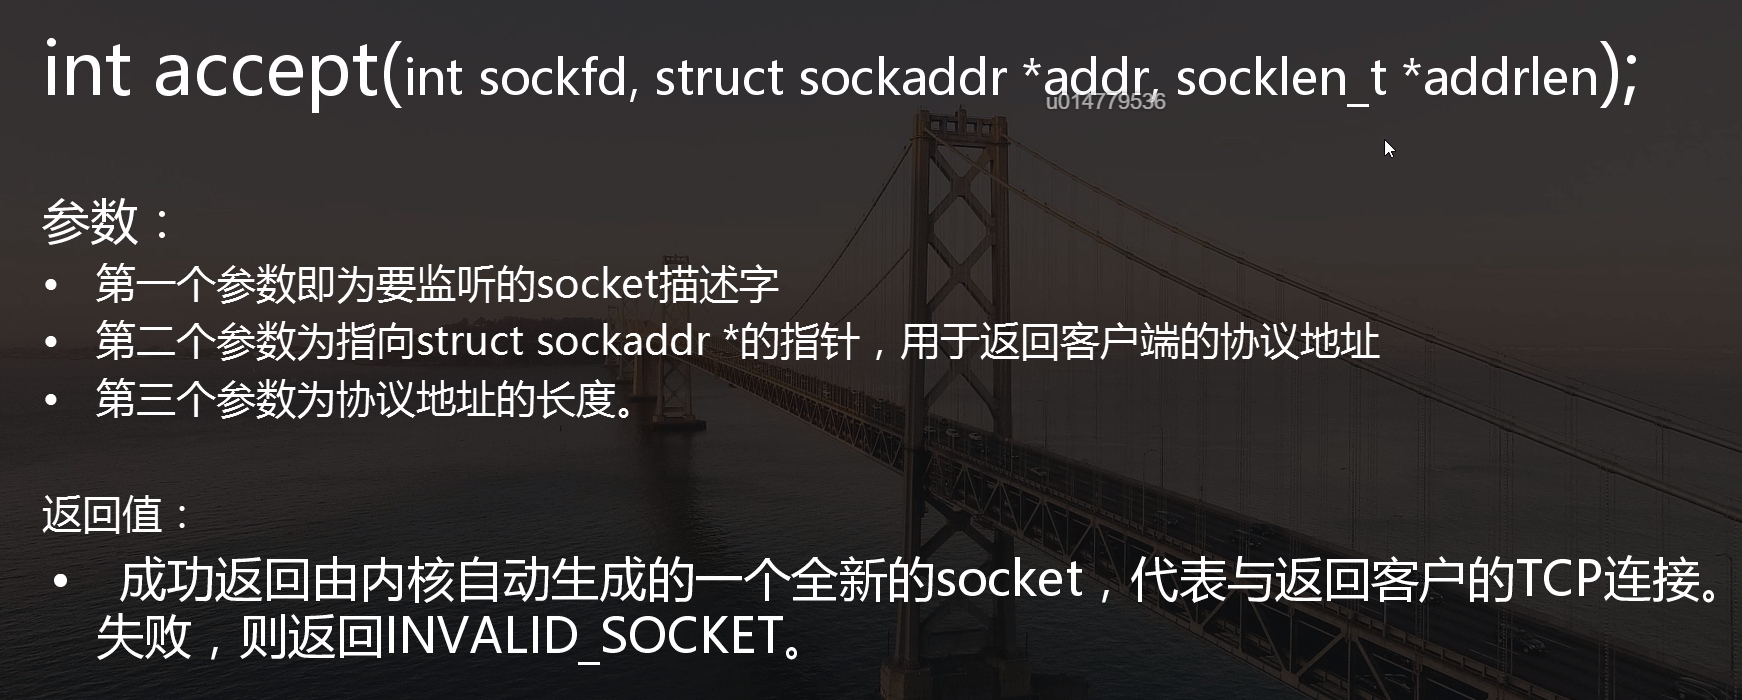 int accept(int sockfd, struct sockaddr *addr, socklen_t *addrlen);
u014779536
参数：
• 第一个参数即为要监听的socket描述字
• 第二个参数为指向struct sockaddr *的指针，用于返回客户端的协议地址
• 第三个参数为协议地址的长度。
返回值：
• 成功返回由内核自动生成的一个全新的socket，代表与返回客户的TCP连接。
失败，则返回INVALID_SOCKET。